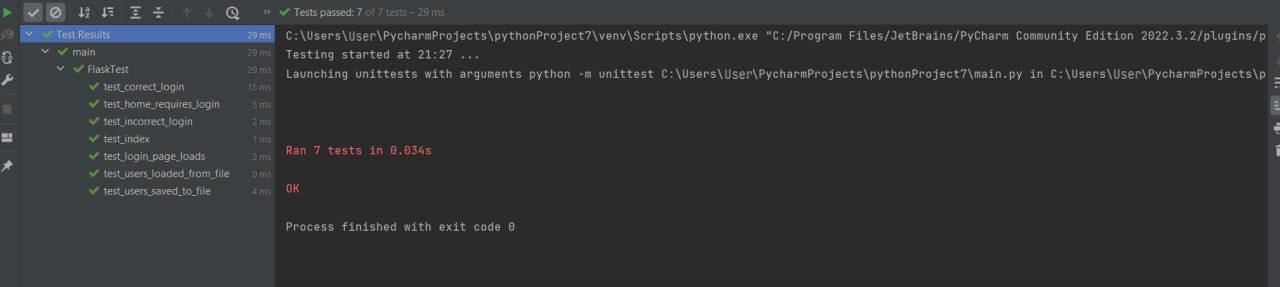 Tests passed: 7 of 7 tests – 29 ms
Test Results 29 ms
main 29 ms
FlaskTest 29 ms
test_correct_login 15 ms
test_home_requires_login 5 ms
test_incorrect_login 2 ms
test_index 1 ms
test_login_page_loads 2 ms
test_users_loaded_from_file 0 ms
test_users_saved_to_file 4 ms
C:\Users\User\PycharmProjects\pythonProject7\venv\Scripts\python.exe "C:/Program Files/JetBrains/PyCharm Community Edition 2022.3.2/plugins/p
Testing started at 21:27 ...
Launching unittests with arguments python -m unittest C:\Users\User\PycharmProjects\pythonProject7\main.py in C:\Users\User\PycharmProjects\p
Ran 7 tests in 0.034s
OK
Process finished with exit code 0